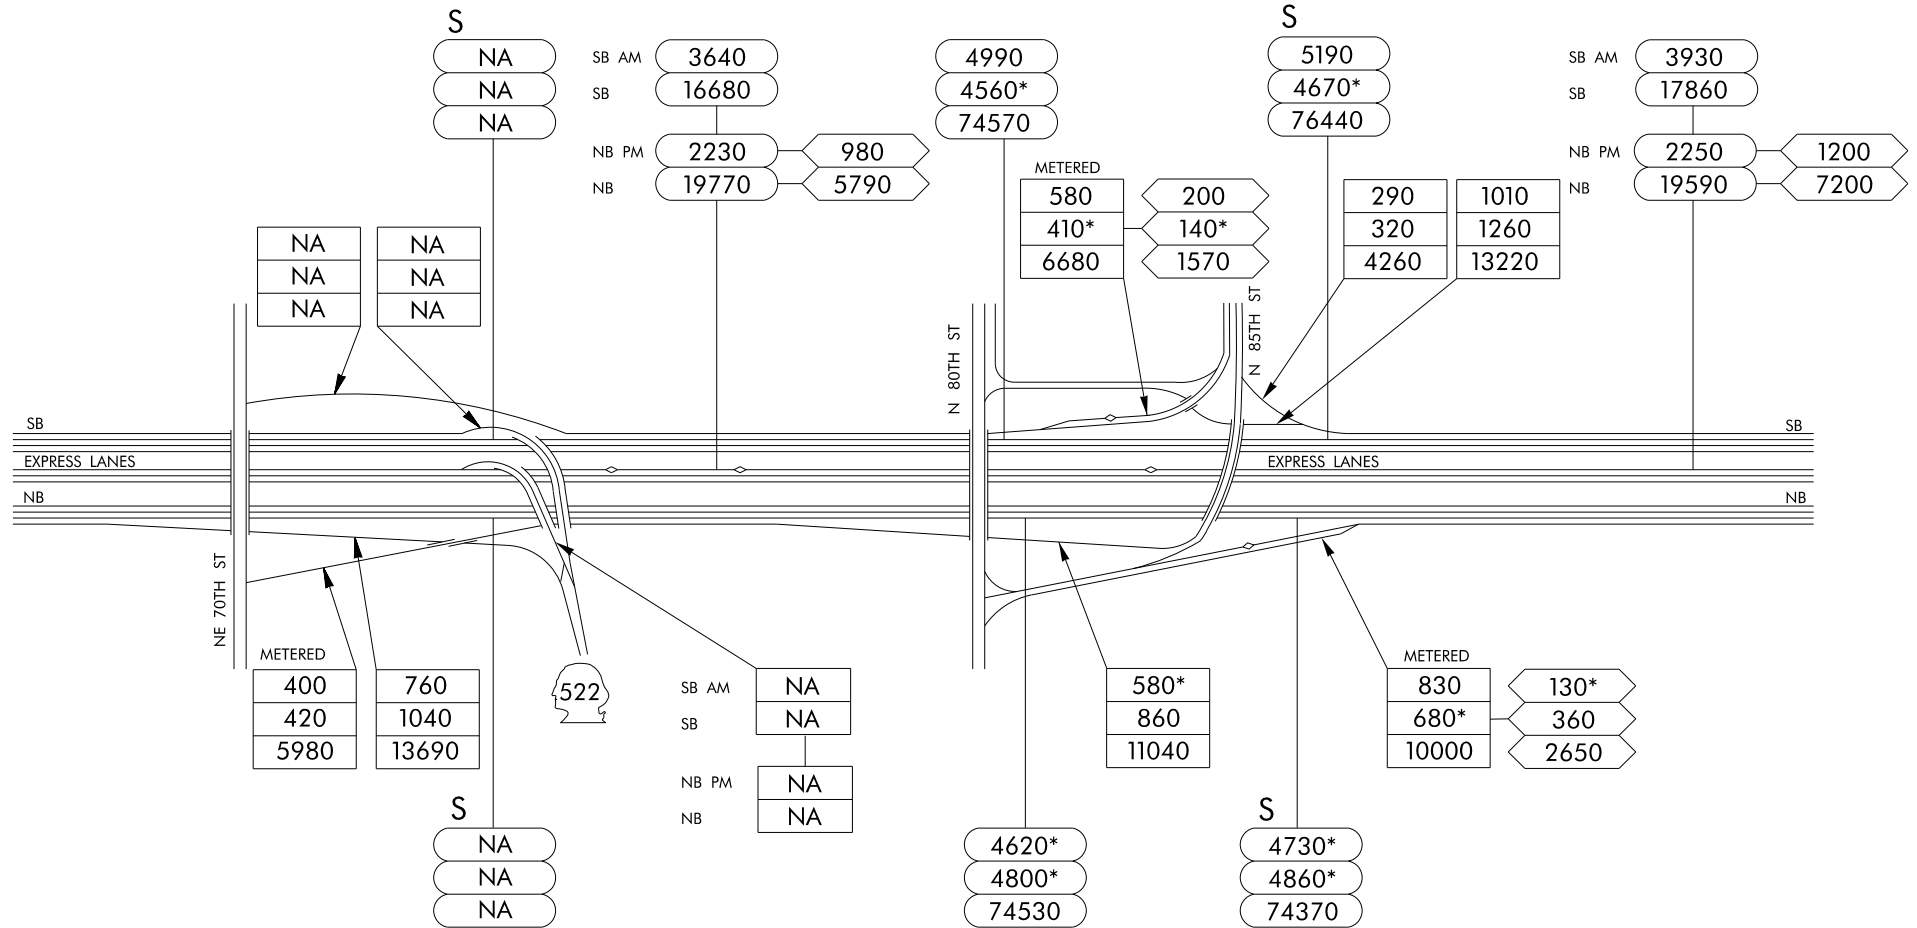 S
NA
NA
NA
SB AM 3640
SB 16680
NB PM 2230 980
NB 19770 5790
4990
4560*
74570
S
5190
4670*
76440
SB AM 3930
SB 17860
NB PM 2250 1200
NB 19590 7200
METERED
580 200
410* 140*
6680 1570
290 1010
320 1260
4260 13220
NA NA
NA NA
NA NA
N 80TH ST
N 85TH ST
SB
SB
EXPRESS LANES
EXPRESS LANES
NB
NB
NE 70TH ST
METERED
400 760
420 1040
5980 13690
522
SB AM NA
SB NA
NB PM NA
NB NA
580*
860
11040
METERED
830 130*
680* 360
10000 2650
S
NA
NA
NA
4620*
4800*
74530
S
4730*
4860*
74370